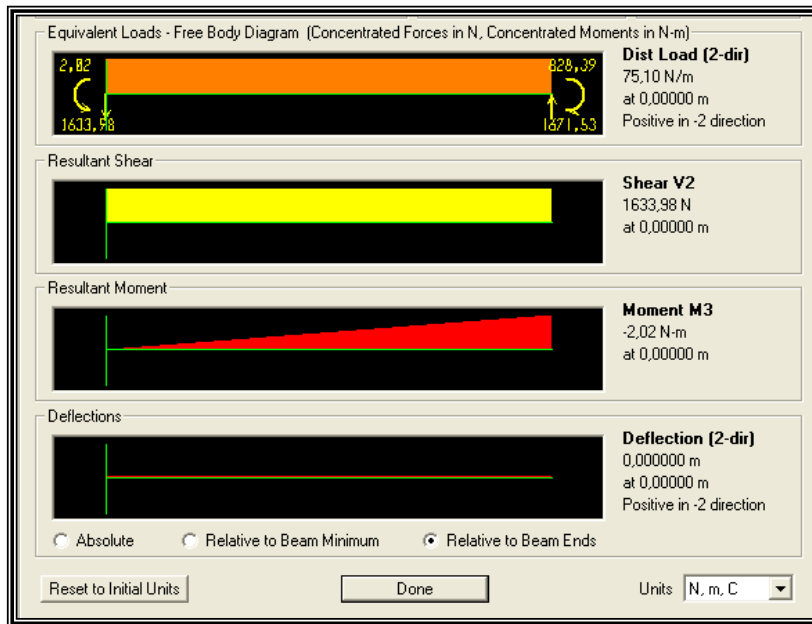 Equivalent Loads - Free Body Diagram (Concentrated Forces in N, Concentrated Moments in N-m)
2,02
828,39
1633,98
1671,53
Dist Load (2-dir)
75,10 N/m
at 0,00000 m
Positive in -2 direction
Resultant Shear
Shear V2
1633,98 N
at 0,00000 m
Resultant Moment
Moment M3
-2,02 N-m
at 0,00000 m
Deflections
Deflection (2-dir)
0,000000 m
at 0,00000 m
Positive in -2 direction
Absolute
Relative to Beam Minimum
Relative to Beam Ends
Reset to Initial Units
Done
Units
N, m, C